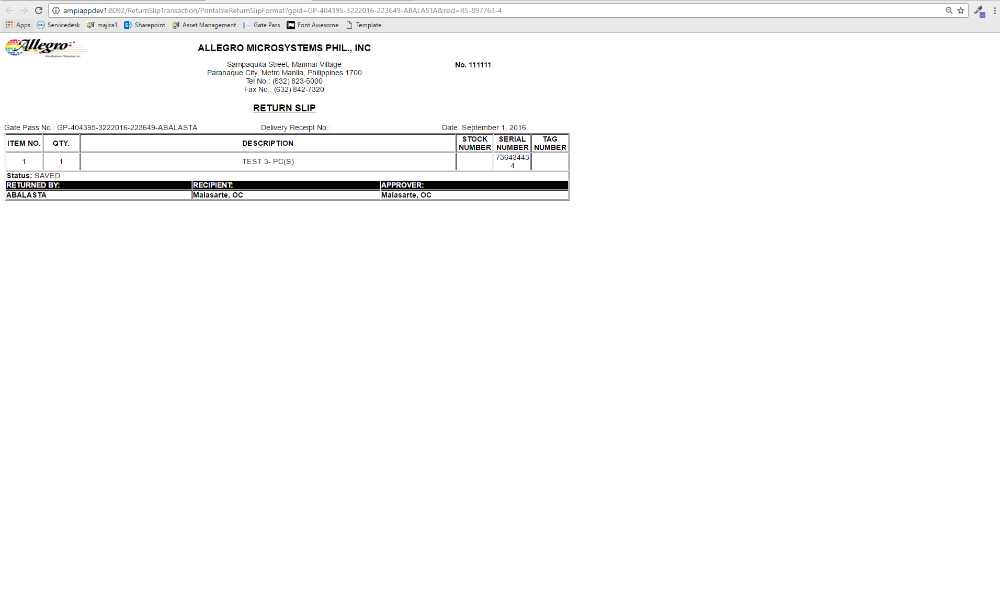 ampiappdev1:8092/ReturnSlipTransaction/PrintableReturnSlipFormat?gpid=GP-404395-3222016-223649-ABALASTA&rsid=RS-897763-4
Apps Servicedesk majira1 Sharepoint Asset Management Gate Pass Font Awesome Template
Allegro
MicroSystems Philippines, Inc.
ALLEGRO MICROSYSTEMS PHIL., INC
Sampaquita Street, Marimar Village
No. 111111
Paranaque City, Metro Manila, Philippines 1700
Tel No.: (632) 823-5000
Fax No.: (632) 842-7320
RETURN SLIP
Gate Pass No.: GP-404395-3222016-223649-ABALASTA Delivery Receipt No.: Date: September 1, 2016
ITEM NO. QTY. DESCRIPTION STOCK NUMBER SERIAL NUMBER TAG NUMBER
1 1 TEST 3- PC(S) 73643443
4
Status: SAVED
RETURNED BY: RECIPIENT: APPROVER:
ABALASTA Malasarte, OC Malasarte, OC